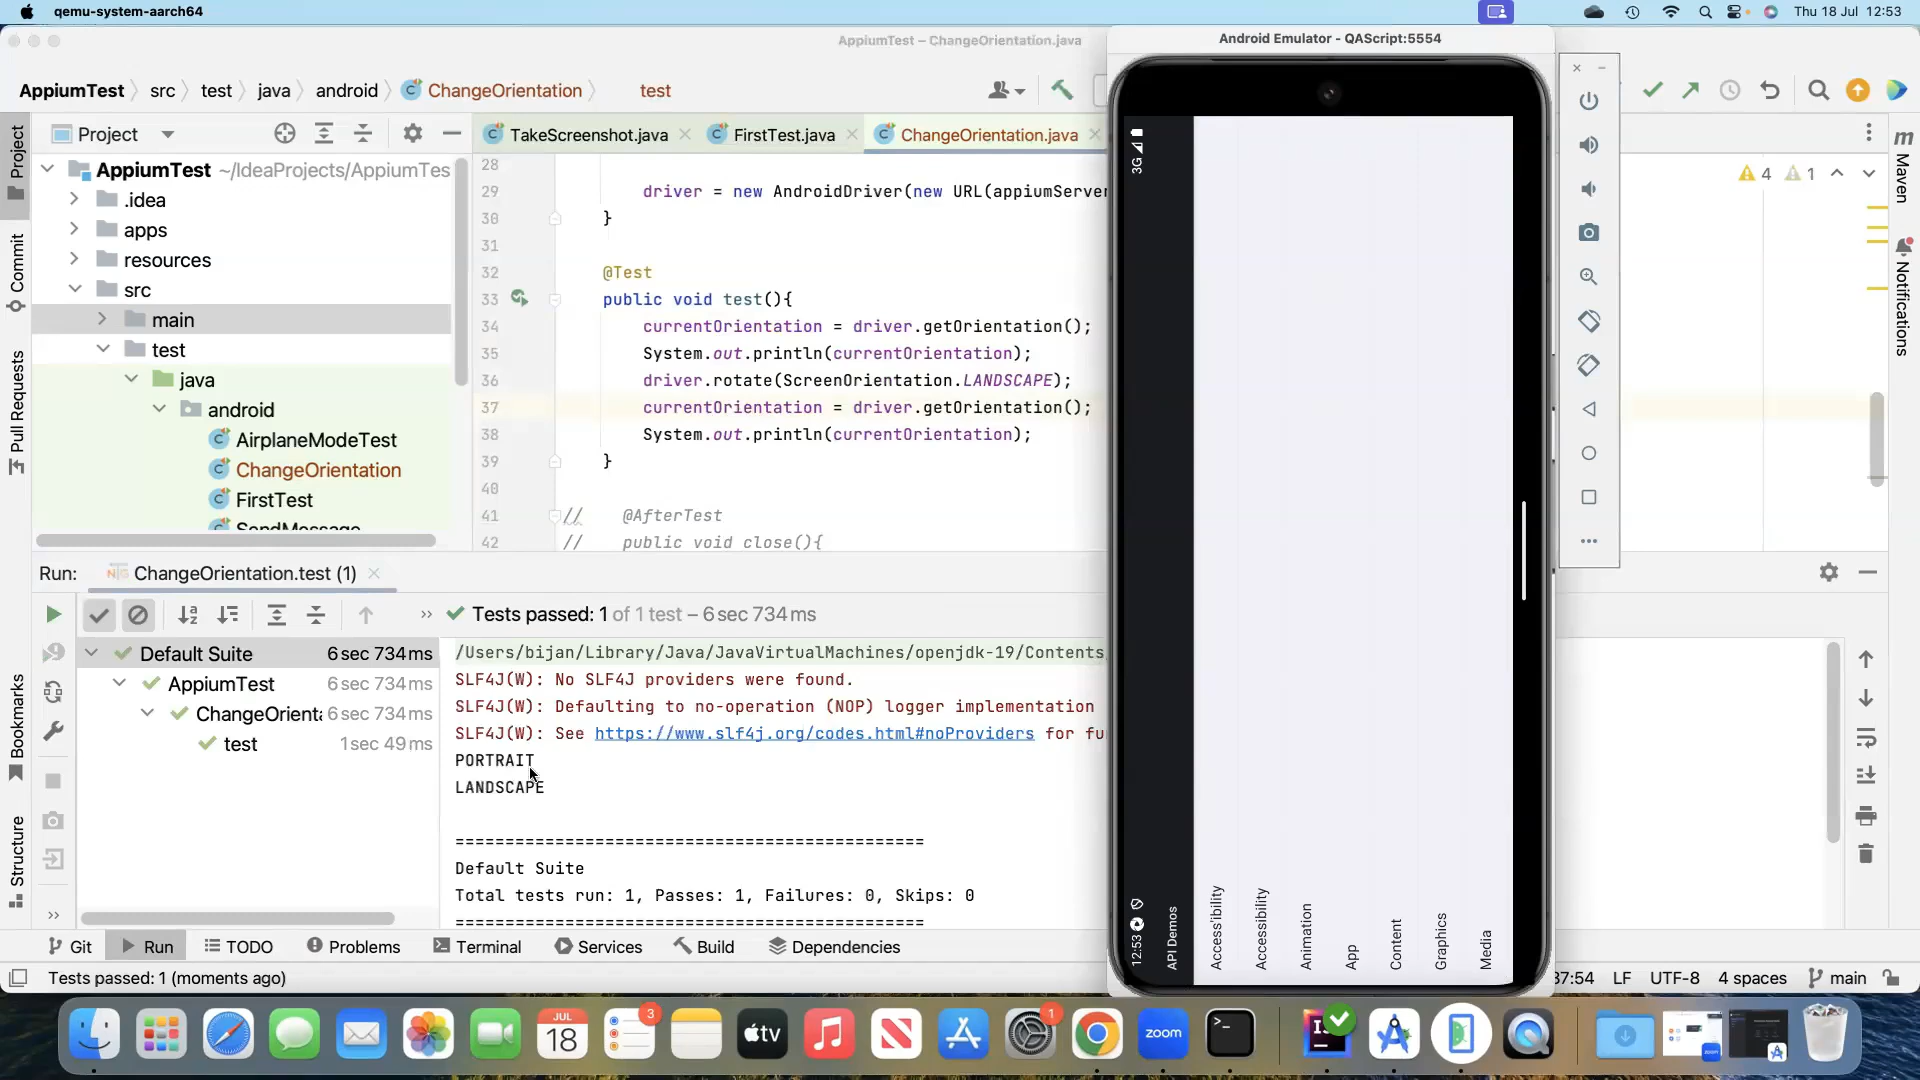 qemu-system-aarch64
Thu 18 Jul 12:53
AppiumTest – ChangeOrientation.java
Android Emulator - QAScript:5554
AppiumTest
src
test
java
android
ChangeOrientation
test
Project
TakeScreenshot.java
FirstTest.java
ChangeOrientation.java
AppiumTest ~/IdeaProjects/AppiumTes
.idea
apps
resources
src
main
test
java
android
AirplaneModeTest
ChangeOrientation
FirstTest
SendMessage
28
29 driver = new AndroidDriver(new URL(appiumServer
30 }
31
32 @Test
33 public void test(){
34 currentOrientation = driver.getOrientation();
35 System.out.println(currentOrientation);
36 driver.rotate(ScreenOrientation.LANDSCAPE);
37 currentOrientation = driver.getOrientation();
38 System.out.println(currentOrientation);
39 }
40
41 // @AfterTest
42 // public void close(){
4
1
Project
Commit
Pull Requests
Bookmarks
Structure
Maven
Notifications
3G
12:53
API Demos
Access'ibility
Accessibility
Animation
App
Content
Graphics
Media
Run:
ChangeOrientation.test (1)
Tests passed: 1 of 1 test – 6 sec 734 ms
Default Suite 6 sec 734 ms
AppiumTest 6 sec 734 ms
ChangeOrienta 6 sec 734 ms
test 1 sec 49 ms
/Users/bijan/Library/Java/JavaVirtualMachines/openjdk-19/Contents
SLF4J(W): No SLF4J providers were found.
SLF4J(W): Defaulting to no-operation (NOP) logger implementation
SLF4J(W): See https://www.slf4j.org/codes.html#noProviders for fu
PORTRAIT
LANDSCAPE
===============================================
Default Suite
Total tests run: 1, Passes: 1, Failures: 0, Skips: 0
===============================================
Git
Run
TODO
Problems
Terminal
Services
Build
Dependencies
Tests passed: 1 (moments ago)
37:54
LF
UTF-8
4 spaces
main
JUL
18
3
tv
1
zoom